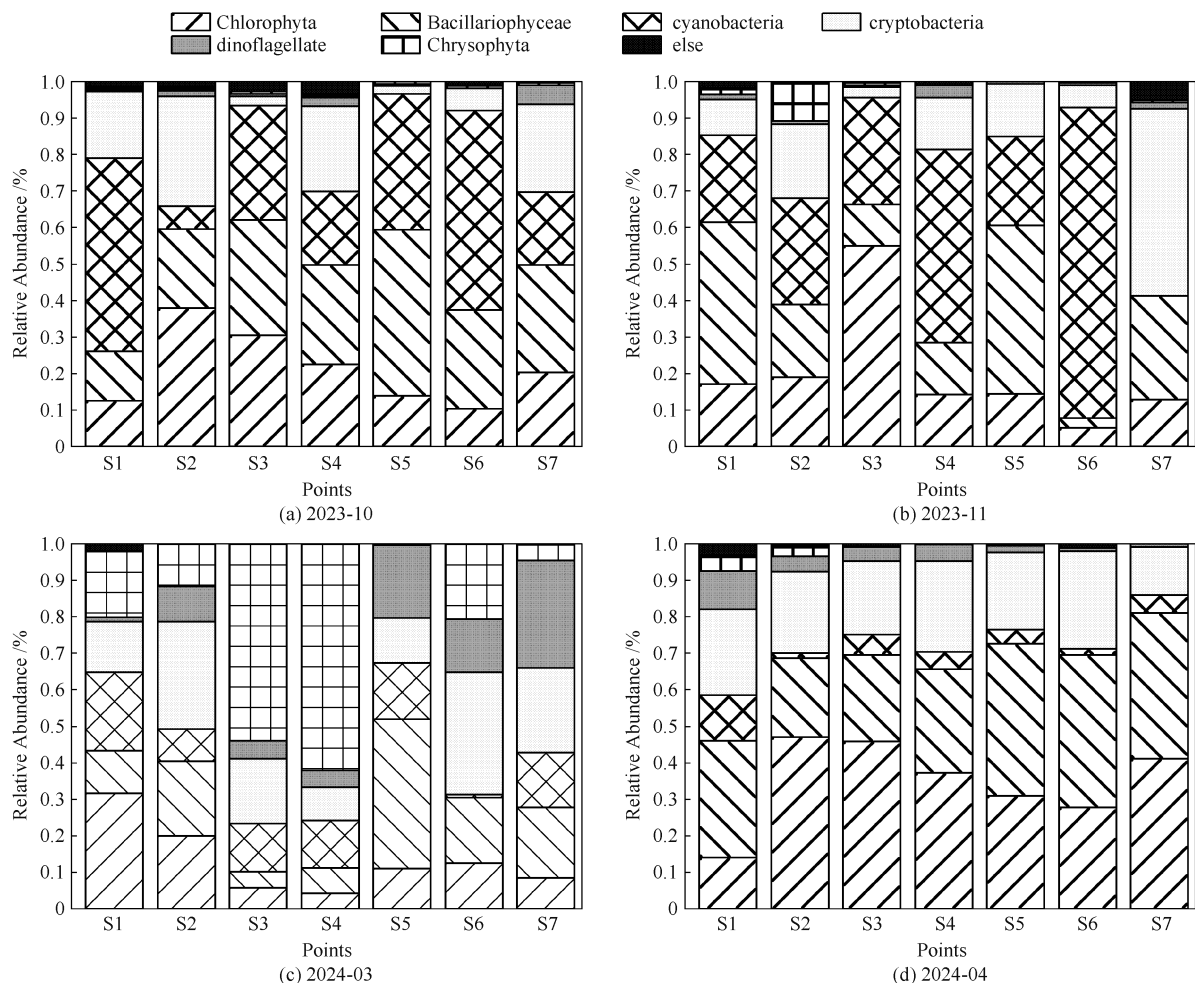 Chlorophyta Bacillariophyceae cyanobacteria cryptobacteria
dinoflagellate Chrysophyta else
1.0
0.9
0.8
0.7
0.6
0.5
0.4
0.3
0.2
0.1
0
Relative Abundance /%
S1 S2 S3 S4 S5 S6 S7
Points
(a) 2023-10
1.0
0.9
0.8
0.7
0.6
0.5
0.4
0.3
0.2
0.1
0
Relative Abundance /%
S1 S2 S3 S4 S5 S6 S7
Points
(b) 2023-11
1.0
0.9
0.8
0.7
0.6
0.5
0.4
0.3
0.2
0.1
0
Relative Abundance /%
S1 S2 S3 S4 S5 S6 S7
Points
(c) 2024-03
1.0
0.9
0.8
0.7
0.6
0.5
0.4
0.3
0.2
0.1
0
Relative Abundance /%
S1 S2 S3 S4 S5 S6 S7
Points
(d) 2024-04